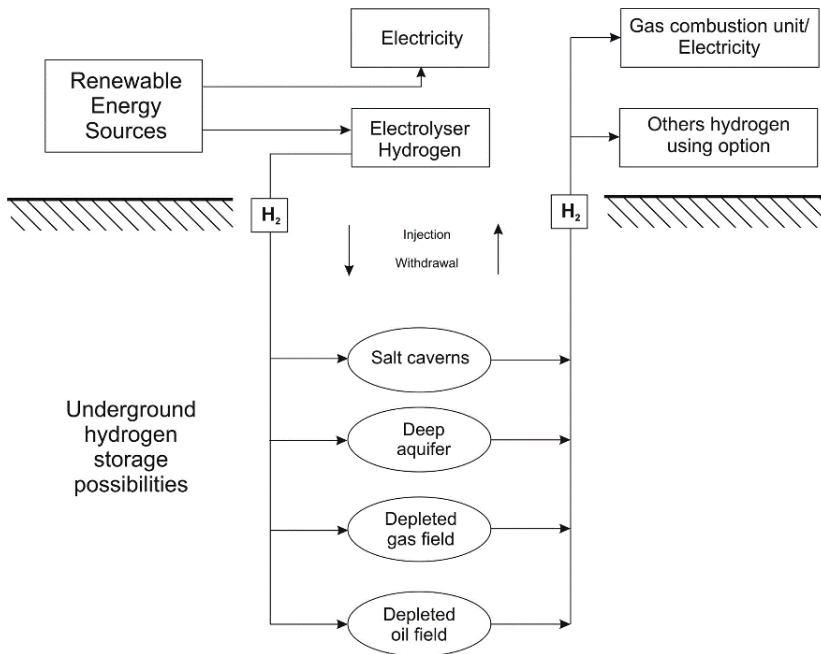 Electricity
Renewable
Energy
Sources
Electrolyser
Hydrogen
Gas combustion unit/
Electricity
Others hydrogen
using option
H₂
H₂
Injection
Withdrawal
Underground
hydrogen
storage
possibilities
Salt caverns
Deep
aquifer
Depleted
gas field
Depleted
oil field